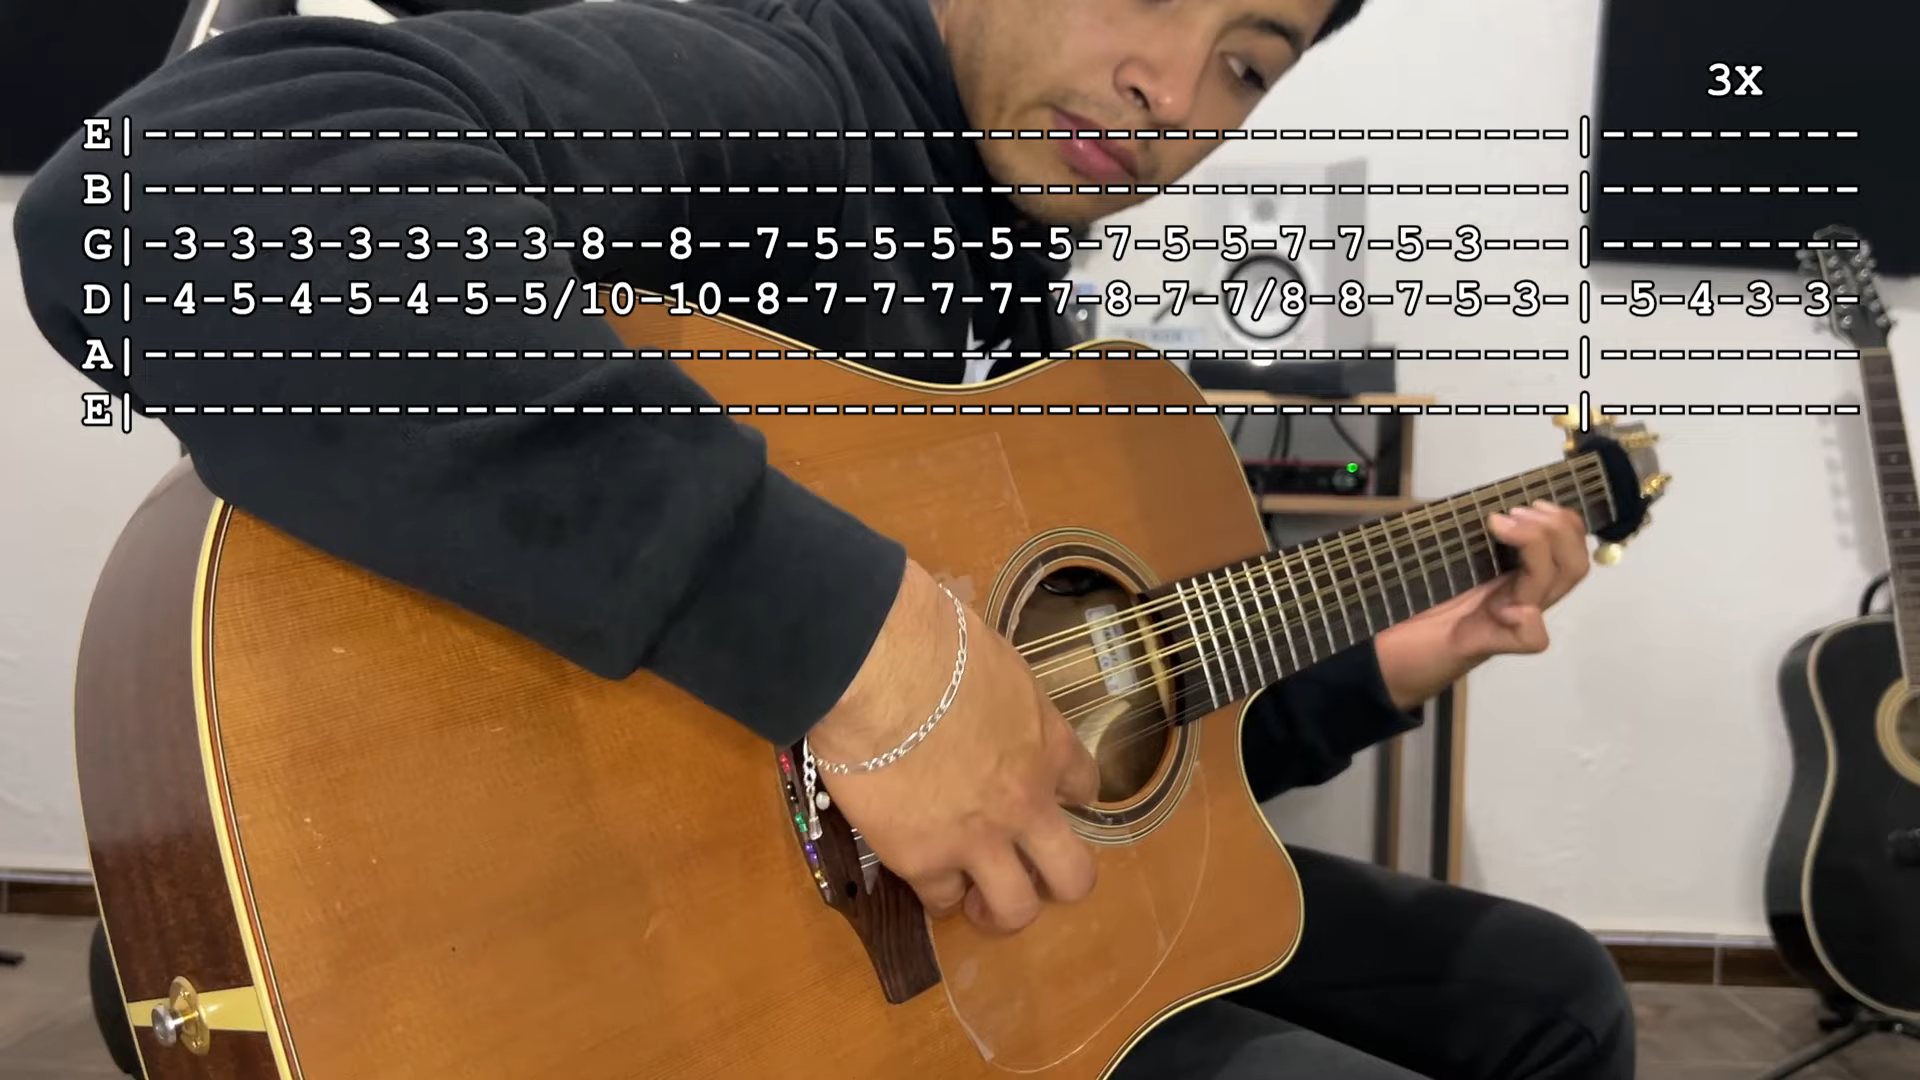 3X
E|-------------------------------------------------|---------
B|-------------------------------------------------|---------
G|-3-3-3-3-3-3-3-8--8--7-5-5-5-5-5-7-5-5-7-7-5-3---|---------
D|-4-5-4-5-4-5-5/10-10-8-7-7-7-7-7-8-7-7/8-8-7-5-3-|-5-4-3-3-
A|-------------------------------------------------|---------
E|-------------------------------------------------|---------